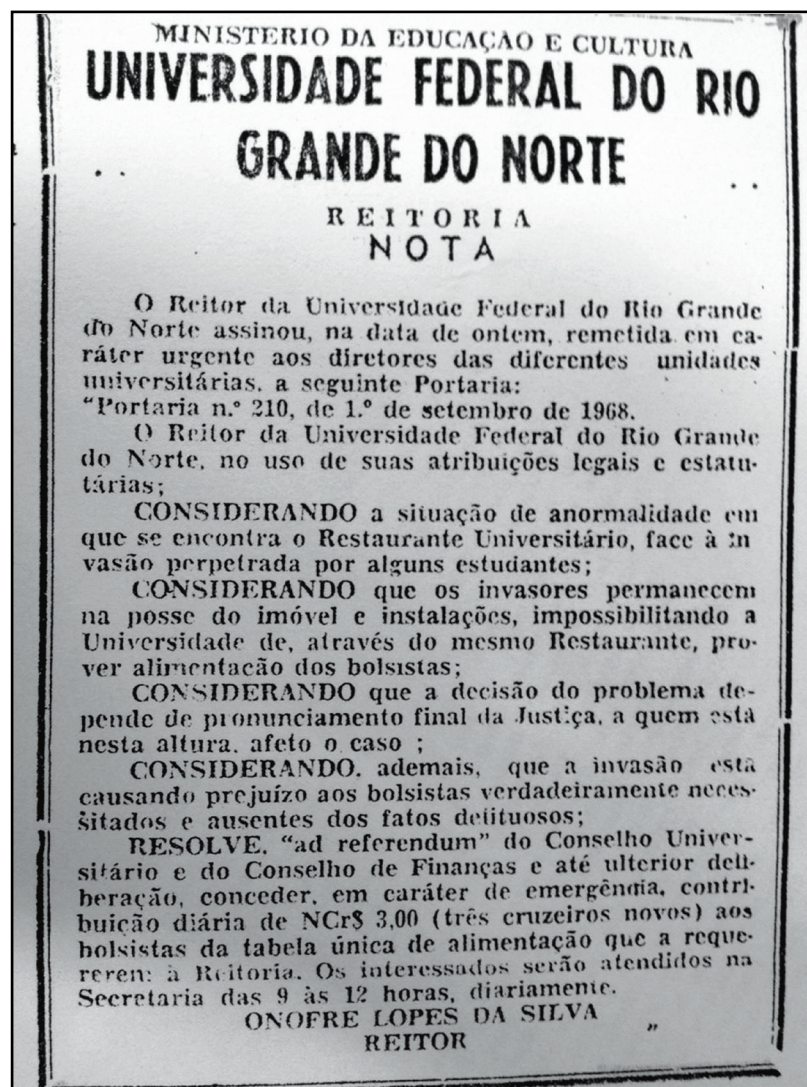 MINISTERIO DA EDUCAÇÃO E CULTURA
UNIVERSIDADE FEDERAL DO RIO
GRANDE DO NORTE
REITORIA
NOTA
O Reitor da Universidade Federal do Rio Grande
do Norte assinou, na data de ontem, remetida em ca-
ráter urgente aos diretores das diferentes unidades
universitárias, a seguinte Portaria:
"Portaria n.º 210, de 1.º de setembro de 1968.
O Reitor da Universidade Federal do Rio Grande
do Norte, no uso de suas atribuições legais e estatu-
tárias;
CONSIDERANDO a situação de anormalidade em
que se encontra o Restaurante Universitário, face à in
vasão perpetrada por alguns estudantes;
CONSIDERANDO que os invasores permanecem
na posse do imóvel e instalações, impossibilitando a
Universidade de, através do mesmo Restaurante, pro-
ver alimentacão dos bolsistas;
CONSIDERANDO que a decisão do problema de-
pende de pronunciamento final da Justiça, a quem está
nesta altura, afeto o caso ;
CONSIDERANDO, ademais, que a invasão está
causando prejuízo aos bolsistas verdadeiramente neces-
sitados e ausentes dos fatos delituosos;
RESOLVE, "ad referendum" do Conselho Univer-
sitário e do Conselho de Finanças e até ulterior deli-
beração, conceder, em caráter de emergência, contri-
buição diária de NCr$ 3,00 (três cruzeiros novos) aos
bolsistas da tabela única de alimentação que a reque-
rerem à Reitoria. Os interessados serão atendidos na
Secretaria das 9 às 12 horas, diariamente.
ONOFRE LOPES DA SILVA "
REITOR